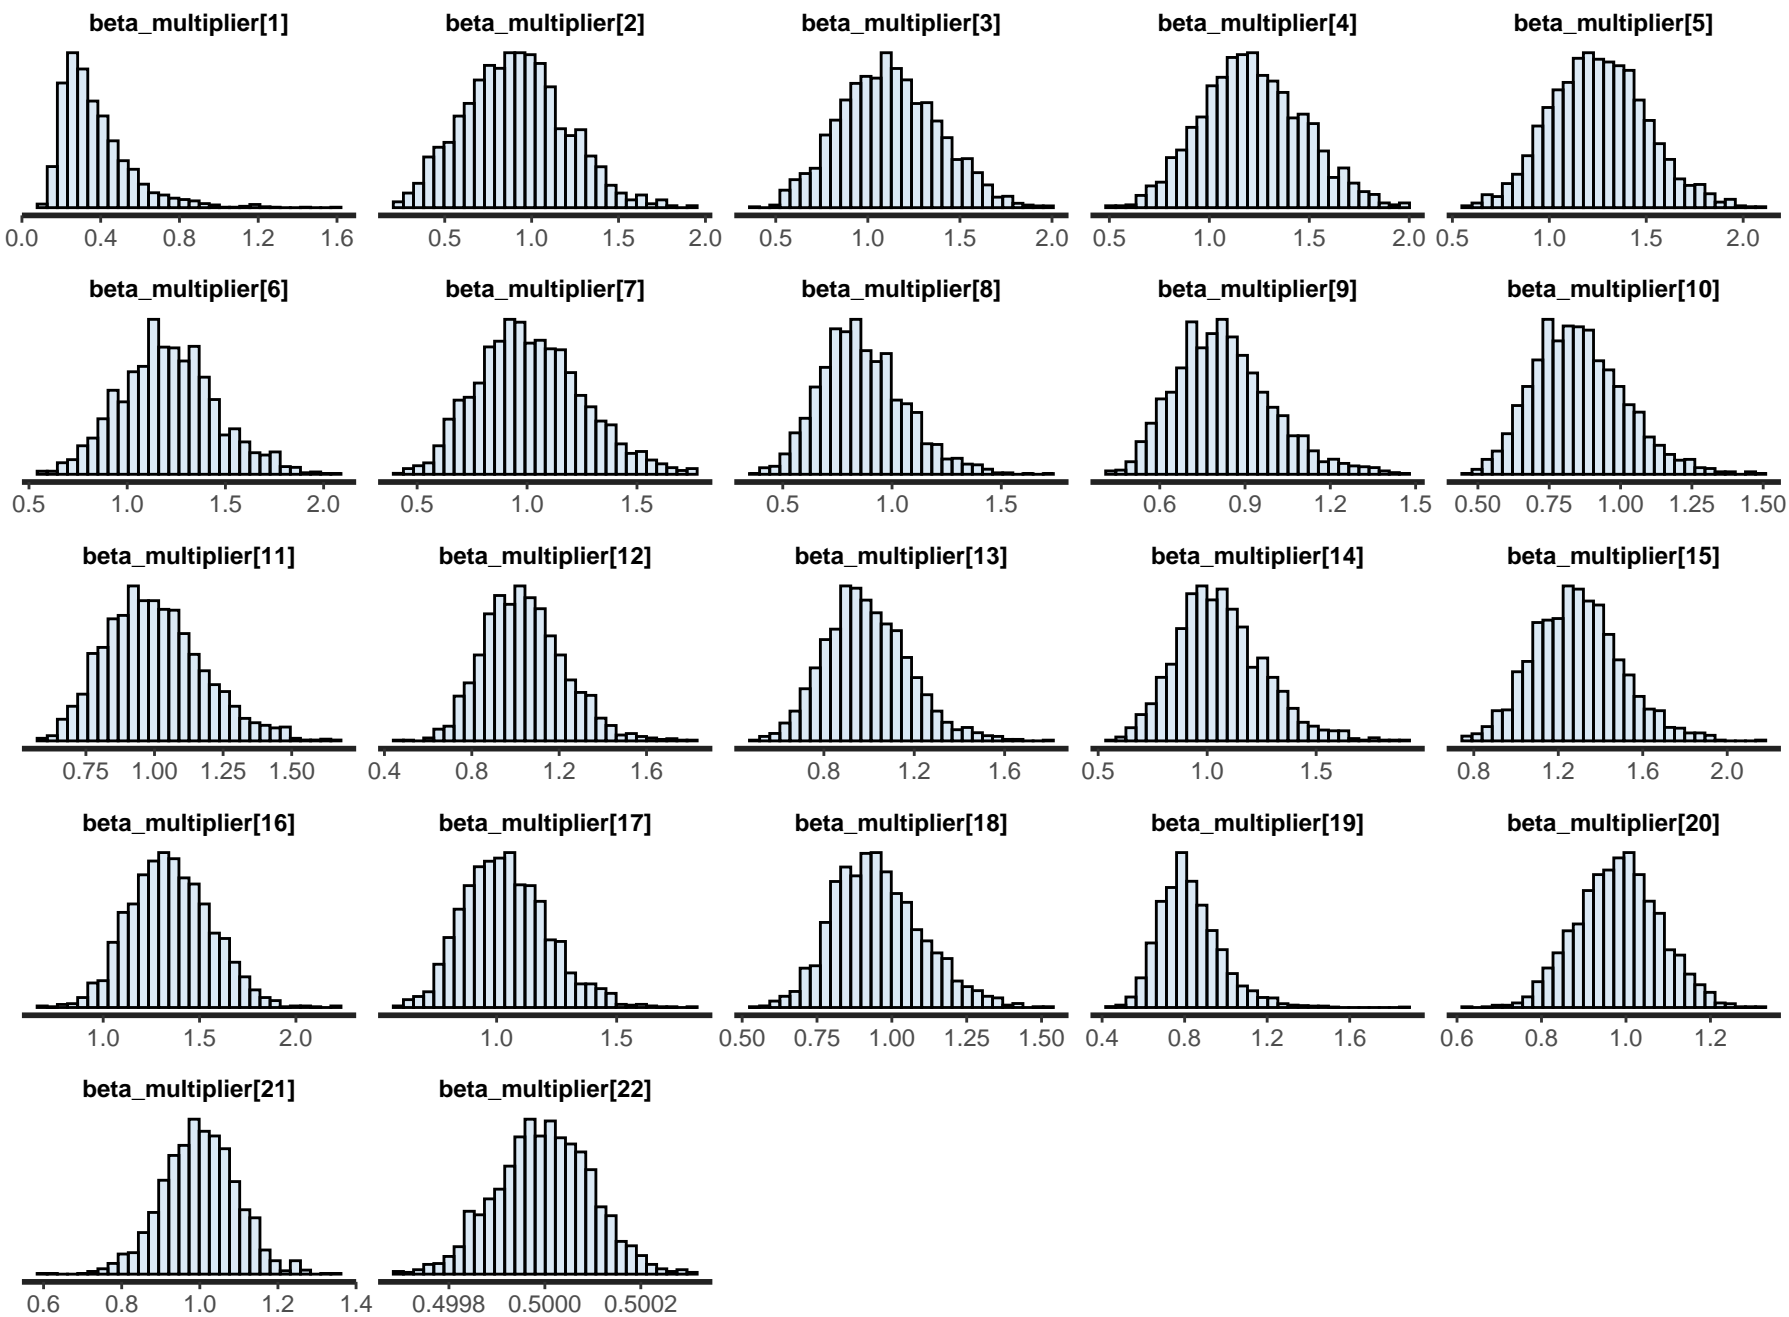 beta_multiplier[1] beta_multiplier[2] beta_multiplier[3] beta_multiplier[4] beta_multiplier[5]
0.0 0.4 0.8 1.2 1.6 0.5 1.0 1.5 2.0 0.5 1.0 1.5 2.0 0.5 1.0 1.5 2.0 0.5 1.0 1.5 2.0
beta_multiplier[6] beta_multiplier[7] beta_multiplier[8] beta_multiplier[9] beta_multiplier[10]
0.5 1.0 1.5 2.0 0.5 1.0 1.5 0.5 1.0 1.5 0.6 0.9 1.2 1.5 0.50 0.75 1.00 1.25 1.50
beta_multiplier[11] beta_multiplier[12] beta_multiplier[13] beta_multiplier[14] beta_multiplier[15]
0.75 1.00 1.25 1.50 0.4 0.8 1.2 1.6 0.8 1.2 1.6 0.5 1.0 1.5 0.8 1.2 1.6 2.0
beta_multiplier[16] beta_multiplier[17] beta_multiplier[18] beta_multiplier[19] beta_multiplier[20]
1.0 1.5 2.0 1.0 1.5 0.50 0.75 1.00 1.25 1.50 0.4 0.8 1.2 1.6 0.6 0.8 1.0 1.2
beta_multiplier[21] beta_multiplier[22]
0.6 0.8 1.0 1.2 1.4 0.4998 0.5000 0.5002